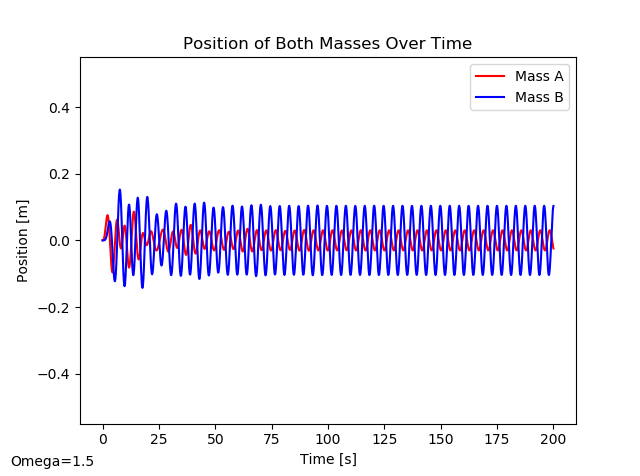 Position of Both Masses Over Time
Mass A
Mass B
Position [m]
0.4
0.2
0.0
−0.2
−0.4
0 25 50 75 100 125 150 175 200
Time [s]
Omega=1.5